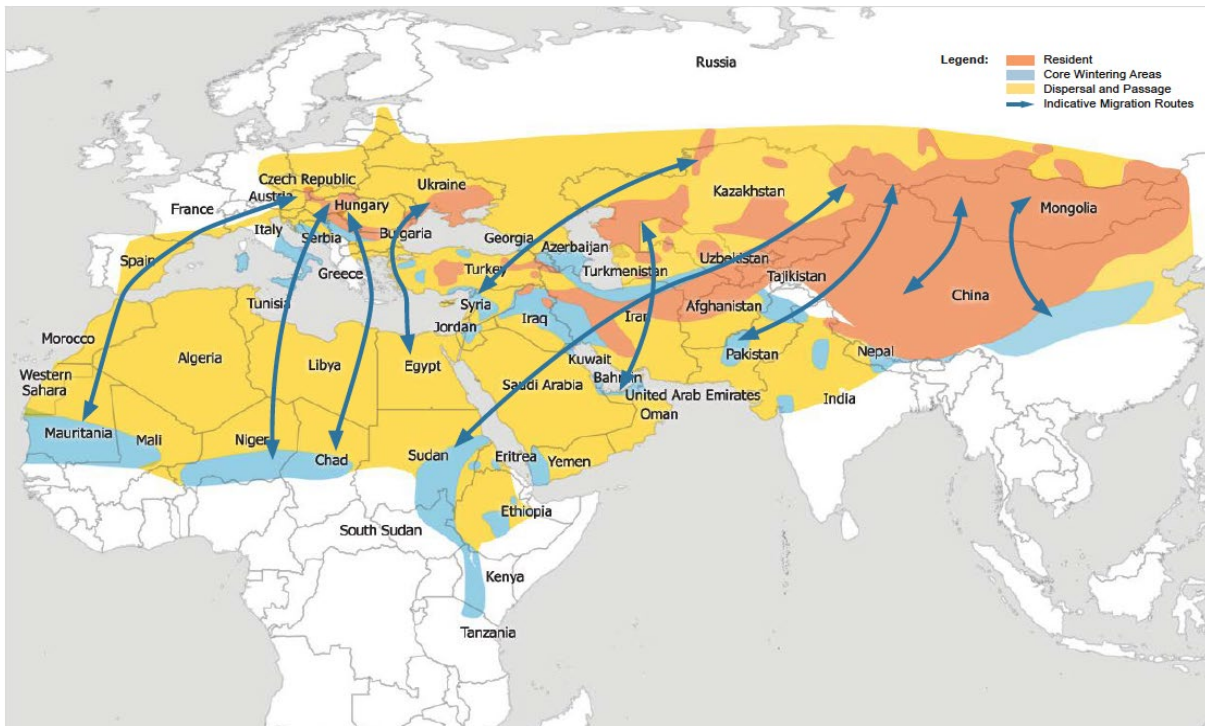 Russia
Legend:
Resident
Core Wintering Areas
Dispersal and Passage
Indicative Migration Routes
Czech Republic
Ukraine
Kazakhstan
Austria
Hungary
France
Mongolia
Italy
Serbia
Bulgaria
Georgia
Azerbaijan
Spain
Greece
Turkey
Turkmenistan
Uzbekistan
Tajikistan
China
Tunisia
Syria
Afghanistan
Jordan
Iraq
Iran
Morocco
Algeria
Libya
Egypt
Kuwait
Pakistan
Nepal
Western
Sahara
Saudi Arabia
Bahrain
United Arab Emirates
India
Oman
Mauritania
Mali
Niger
Chad
Sudan
Eritrea
Yemen
Ethiopia
South Sudan
Kenya
Tanzania